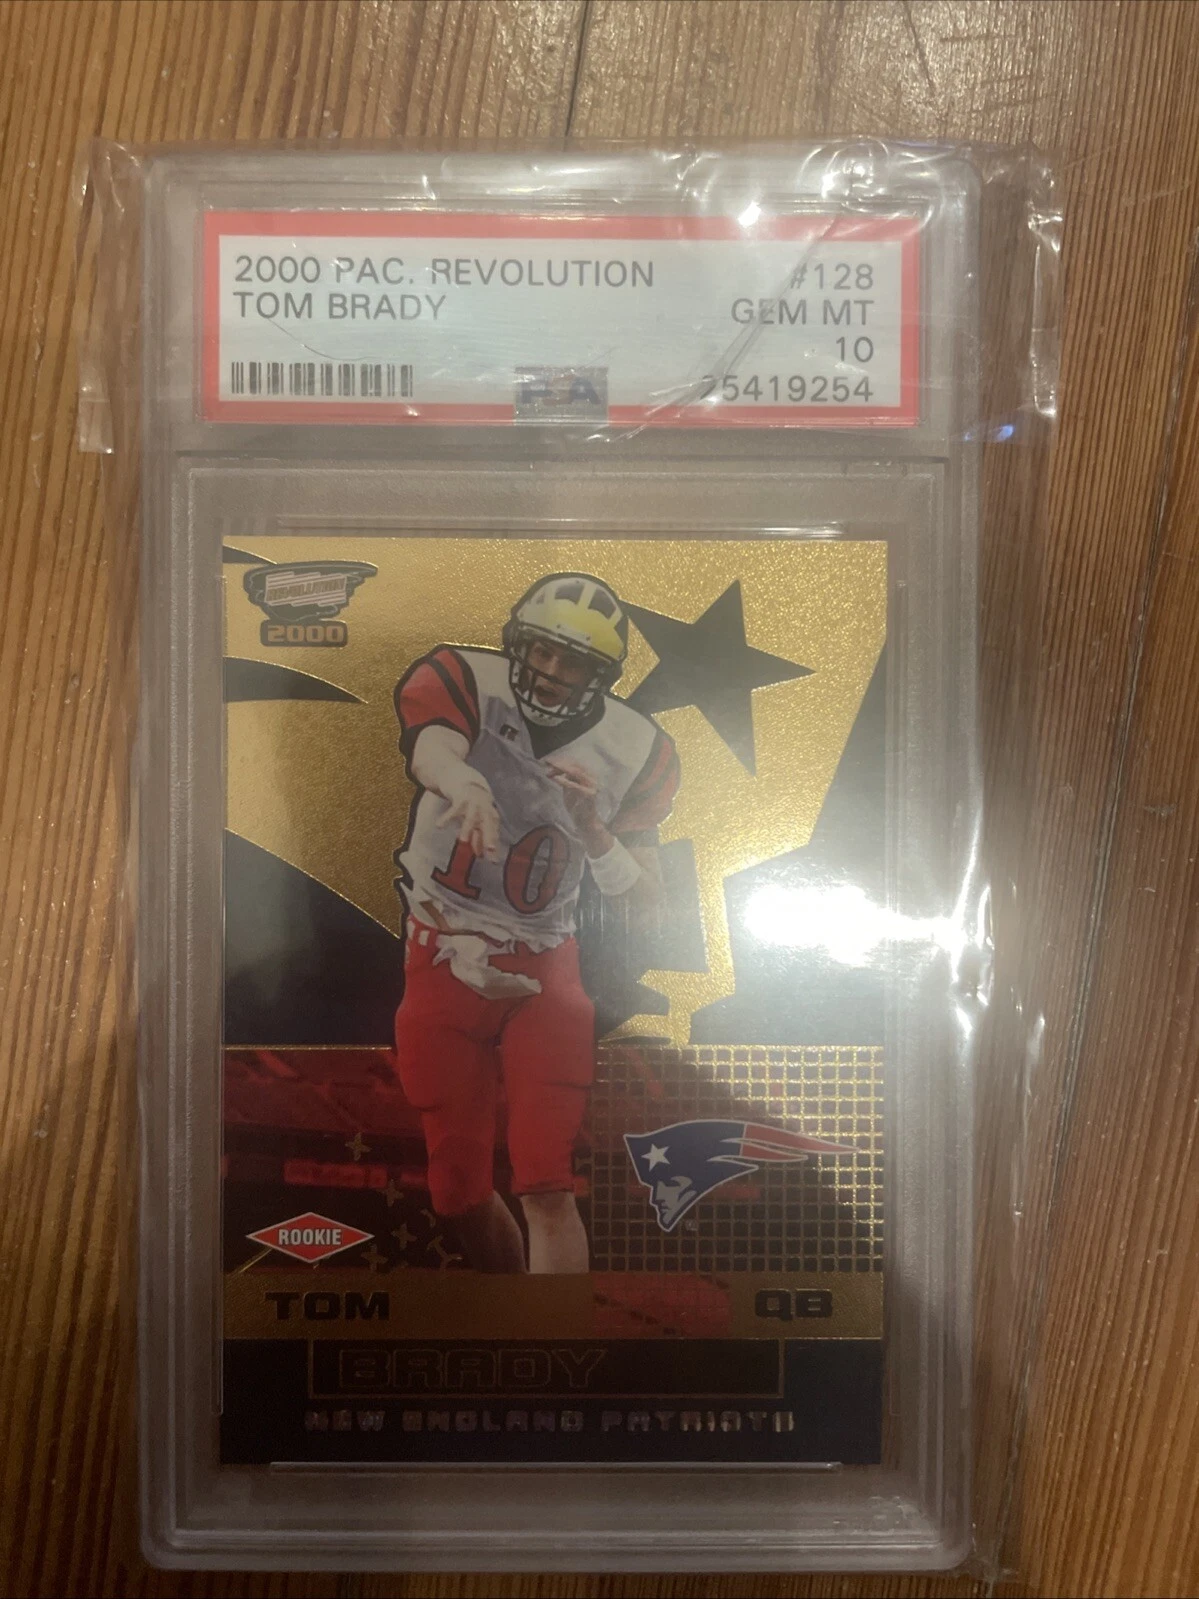 2000 PAC. REVOLUTION #128
TOM BRADY GEM MT
10
PSA 25419254
REVOLUTION
2000
10
ROOKIE
TOM QB
BRADY
NEW ENGLAND PATRIOTS